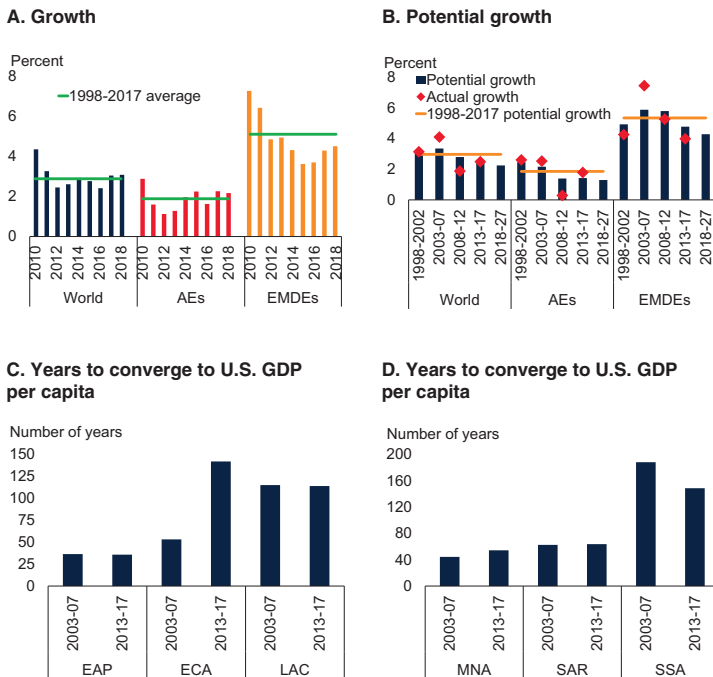 A. Growth
Percent
8
6
4
2
0
1998-2017 average
2010
2012
2014
2016
2018
2010
2012
2014
2016
2018
2010
2012
2014
2016
2018
World
AEs
EMDEs
B. Potential growth
Percent
8
6
4
2
0
Potential growth
Actual growth
1998-2017 potential growth
1998-2002
2003-07
2008-12
2013-17
2018-27
1998-2002
2003-07
2008-12
2013-17
2018-27
1998-2002
2003-07
2008-12
2013-17
2018-27
World
AEs
EMDEs
C. Years to converge to U.S. GDP
per capita
Number of years
150
125
100
75
50
25
0
2003-07
2013-17
2003-07
2013-17
2003-07
2013-17
EAP
ECA
LAC
D. Years to converge to U.S. GDP
per capita
Number of years
200
160
120
80
40
0
2003-07
2013-17
2003-07
2013-17
2003-07
2013-17
MNA
SAR
SSA